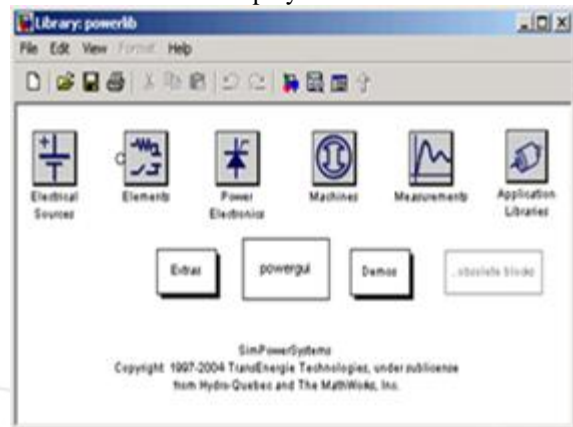 Library: powerlib
File Edit View Format Help
Electrical Sources
Elements
Power Electronics
Machines
Measurements
Application Libraries
Extras
powergui
Demos
obsolete blocks
SimPowerSystems
Copyright 1997-2004 TransEnergie Technologies, under sublicense
from Hydro-Quebec and The MathWorks, Inc.